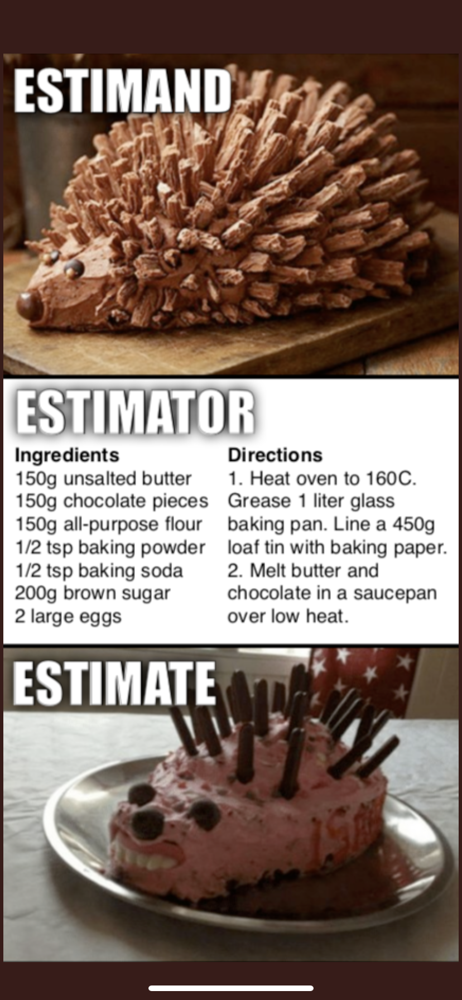 ESTIMAND
ESTIMATOR
Ingredients
150g unsalted butter
150g chocolate pieces
150g all-purpose flour
1/2 tsp baking powder
1/2 tsp baking soda
200g brown sugar
2 large eggs
Directions
1. Heat oven to 160C.
Grease 1 liter glass
baking pan. Line a 450g
loaf tin with baking paper.
2. Melt butter and
chocolate in a saucepan
over low heat.
ESTIMATE